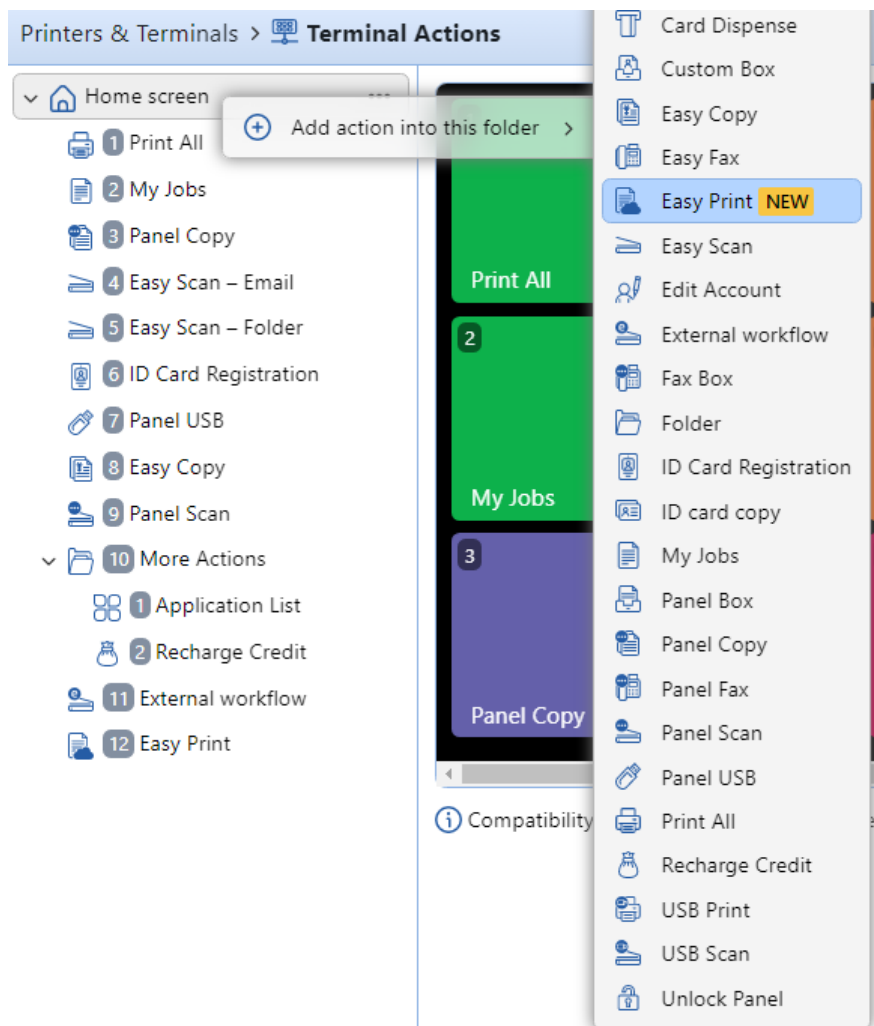 Printers & Terminals > Terminal Actions
Home screen ...
Add action into this folder >
1 Print All
2 My Jobs
3 Panel Copy
4 Easy Scan – Email
5 Easy Scan – Folder
6 ID Card Registration
7 Panel USB
8 Easy Copy
9 Panel Scan
10 More Actions
1 Application List
2 Recharge Credit
11 External workflow
12 Easy Print
Print All
2
My Jobs
3
Panel Copy
Compatibility
Card Dispense
Custom Box
Easy Copy
Easy Fax
Easy Print NEW
Easy Scan
Edit Account
External workflow
Fax Box
Folder
ID Card Registration
ID card copy
My Jobs
Panel Box
Panel Copy
Panel Fax
Panel Scan
Panel USB
Print All
Recharge Credit
USB Print
USB Scan
Unlock Panel